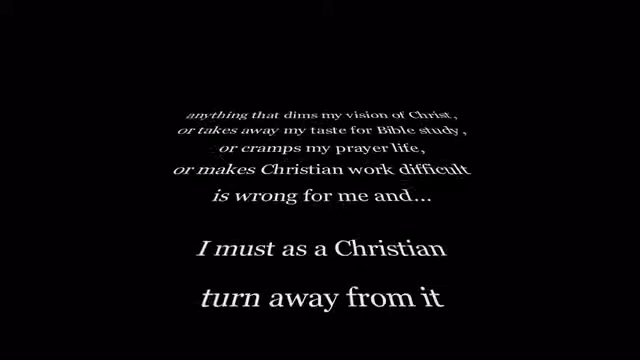 anything that dims my vision of Christ,
or takes away my taste for Bible study,
or cramps my prayer life,
or makes Christian work difficult
is wrong for me and...
I must as a Christian
turn away from it